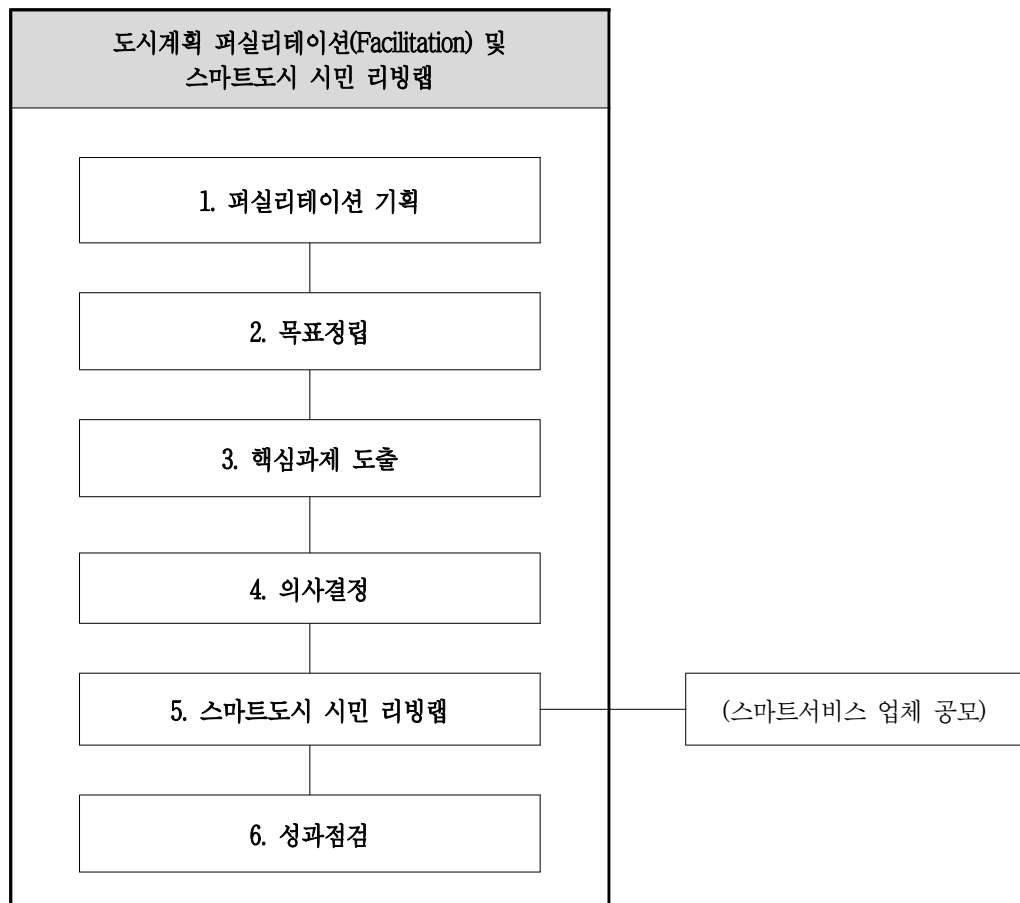 도시계획 퍼실리테이션(Facilitation) 및
스마트도시 시민 리빙랩
1. 퍼실리테이션 기획
2. 목표정립
3. 핵심과제 도출
4. 의사결정
5. 스마트도시 시민 리빙랩
(스마트서비스 업체 공모)
6. 성과점검